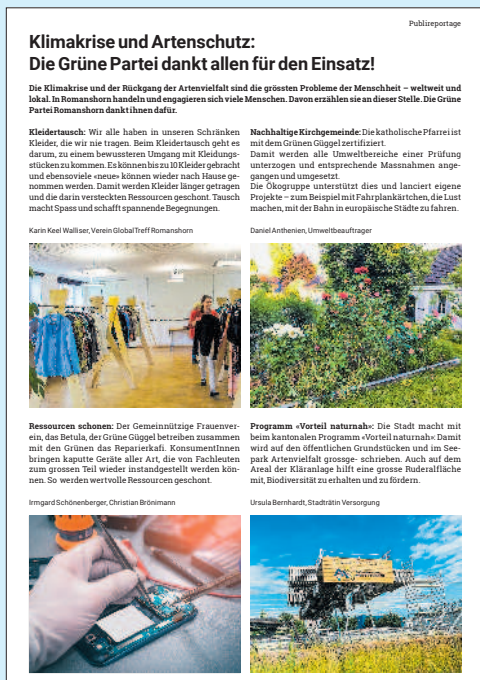 Publireportage
Klimakrise und Artenschutz:
Die Grüne Partei dankt allen für den Einsatz!
Die Klimakrise und der Rückgang der Artenvielfalt sind die grössten Probleme der Menschheit – weltweit und
lokal. In Romanshorn handeln und engagieren sich viele Menschen. Davon erzählen sie an dieser Stelle. Die Grüne
Partei Romanshorn dankt ihnen dafür.
Kleidertausch: Wir alle haben in unseren Schränken
Kleider, die wir nie tragen. Beim Kleidertausch geht es
darum, zu einem bewussteren Umgang mit Kleidungs-
stücken zu kommen. Es können bis zu 10 Kleider gebracht
und ebensoviele «neue» können wieder nach Hause ge-
nommen werden. Damit werden Kleider länger getragen
und die darin versteckten Ressourcen geschont. Tausch
macht Spass und schafft spannende Begegnungen.
Karin Keel Walliser, Verein GlobalTreff Romanshorn
Nachhaltige Kirchgemeinde: Die katholische Pfarrei ist
mit dem Grünen Güggel zertifiziert.
Damit werden alle Umweltbereiche einer Prüfung
unterzogen und entsprechende Massnahmen ange-
gangen und umgesetzt.
Die Ökogruppe unterstützt dies und lanciert eigene
Projekte – zum Beispiel mit Fahrplankärtchen, die Lust
machen, mit der Bahn in europäische Städte zu fahren.
Daniel Anthenien, Umweltbeauftrager
Ressourcen schonen: Der Gemeinnützige Frauenver-
ein, das Betula, der Grüne Güggel betreiben zusammen
mit den Grünen das Reparierkafi. KonsumentInnen
bringen kaputte Geräte aller Art, die von Fachleuten
zum grossen Teil wieder instandgestellt werden kön-
nen. So werden wertvolle Ressourcen geschont.
Irmgard Schönenberger, Christian Brönimann
Programm «Vorteil naturnah»: Die Stadt macht mit
beim kantonalen Programm «Vorteil naturnah»: Damit
wird auf den öffentlichen Grundstücken und im See-
park Artenvielfalt grossge- schrieben. Auch auf dem
Areal der Kläranlage hilft eine grosse Ruderalfläche
mit, Biodiversität zu erhalten und zu fördern.
Ursula Bernhardt, Stadträtin Versorgung